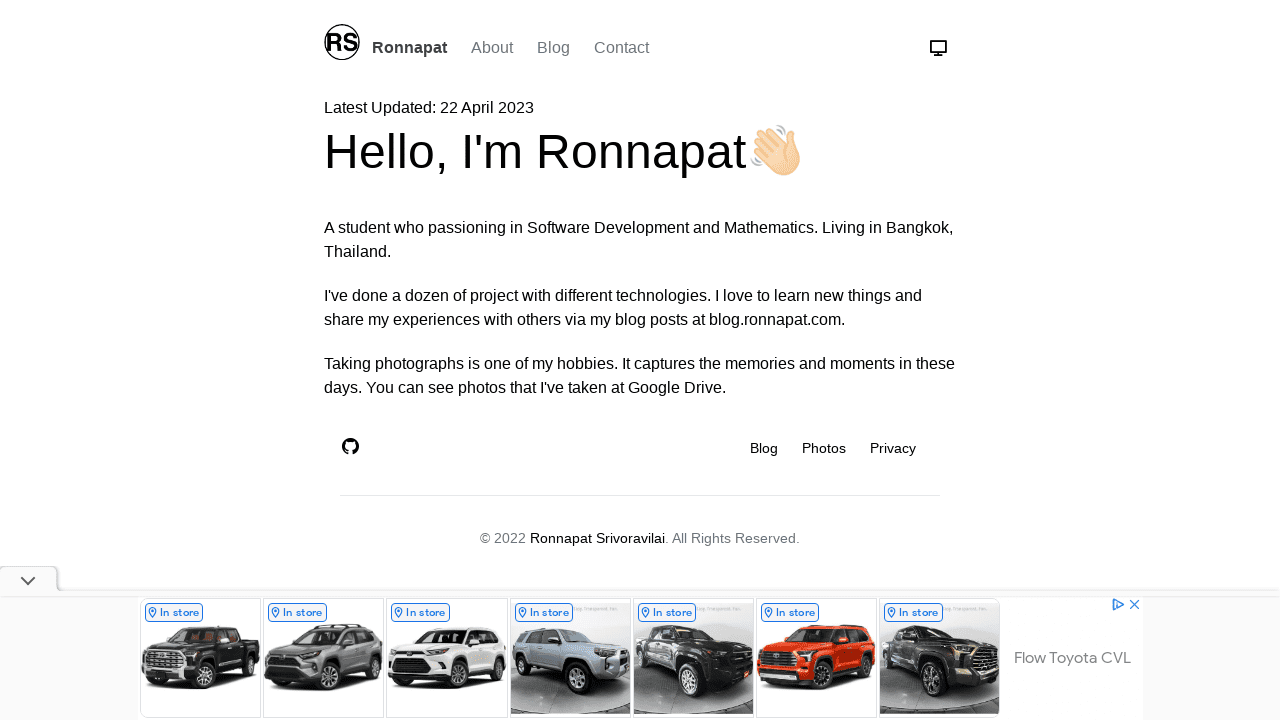 RS Ronnapat About Blog Contact
Latest Updated: 22 April 2023
Hello, I'm Ronnapat👋🏻
A student who passioning in Software Development and Mathematics. Living in Bangkok,
Thailand.
I've done a dozen of project with different technologies. I love to learn new things and
share my experiences with others via my blog posts at blog.ronnapat.com.
Taking photographs is one of my hobbies. It captures the memories and moments in these
days. You can see photos that I've taken at Google Drive.
Blog Photos Privacy
© 2022 Ronnapat Srivoravilai. All Rights Reserved.
In store In store In store In store In store In store In store
Flow Toyota CVL